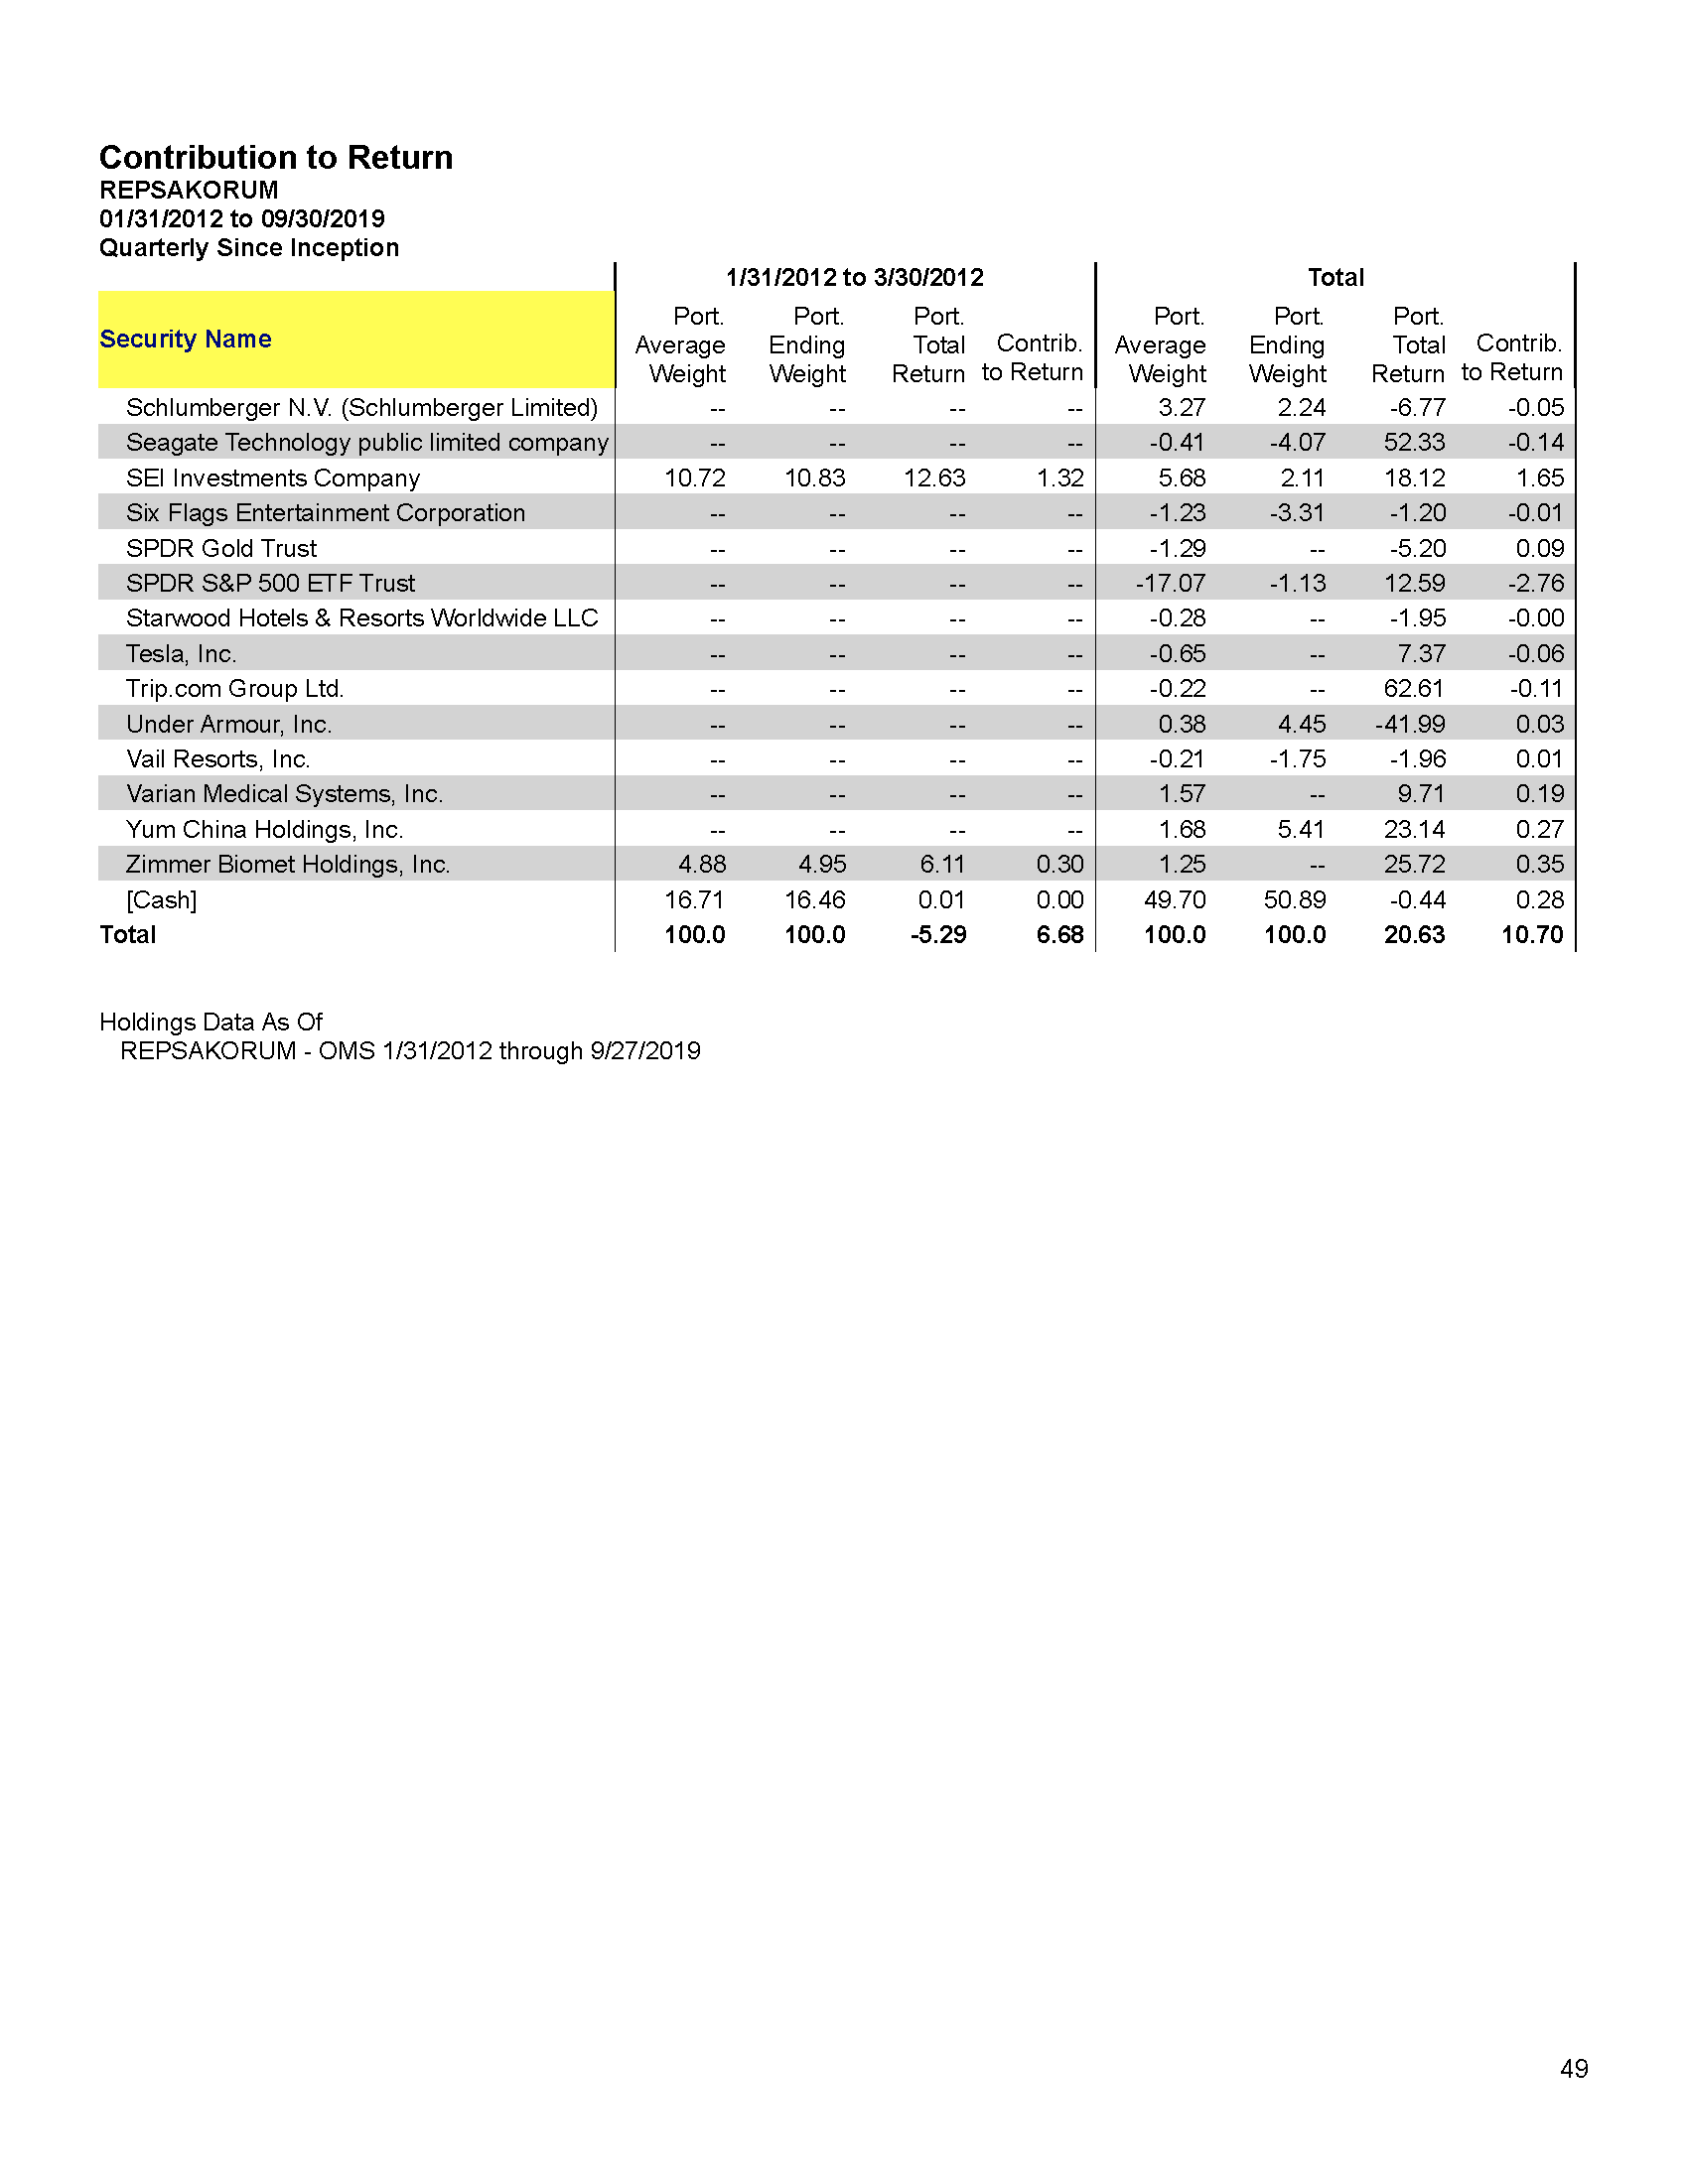 Contribution to Return
REPSAKORUM
01/31/2012 to 09/30/2019
Quarterly Since Inception
1/31/2012 to 3/30/2012 Total
Security Name Port. Average Weight Port. Ending Weight Port. Total Return Contrib. to Return Port. Average Weight Port. Ending Weight Port. Total Return Contrib. to Return
Schlumberger N.V. (Schlumberger Limited) -- -- -- -- 3.27 2.24 -6.77 -0.05
Seagate Technology public limited company -- -- -- -- -0.41 -4.07 52.33 -0.14
SEI Investments Company 10.72 10.83 12.63 1.32 5.68 2.11 18.12 1.65
Six Flags Entertainment Corporation -- -- -- -- -1.23 -3.31 -1.20 -0.01
SPDR Gold Trust -- -- -- -- -1.29 -- -5.20 0.09
SPDR S&P 500 ETF Trust -- -- -- -- -17.07 -1.13 12.59 -2.76
Starwood Hotels & Resorts Worldwide LLC -- -- -- -- -0.28 -- -1.95 -0.00
Tesla, Inc. -- -- -- -- -0.65 -- 7.37 -0.06
Trip.com Group Ltd. -- -- -- -- -0.22 -- 62.61 -0.11
Under Armour, Inc. -- -- -- -- 0.38 4.45 -41.99 0.03
Vail Resorts, Inc. -- -- -- -- -0.21 -1.75 -1.96 0.01
Varian Medical Systems, Inc. -- -- -- -- 1.57 -- 9.71 0.19
Yum China Holdings, Inc. -- -- -- -- 1.68 5.41 23.14 0.27
Zimmer Biomet Holdings, Inc. 4.88 4.95 6.11 0.30 1.25 -- 25.72 0.35
[Cash] 16.71 16.46 0.01 0.00 49.70 50.89 -0.44 0.28
Total 100.0 100.0 -5.29 6.68 100.0 100.0 20.63 10.70
Holdings Data As Of
REPSAKORUM - OMS 1/31/2012 through 9/27/2019
49